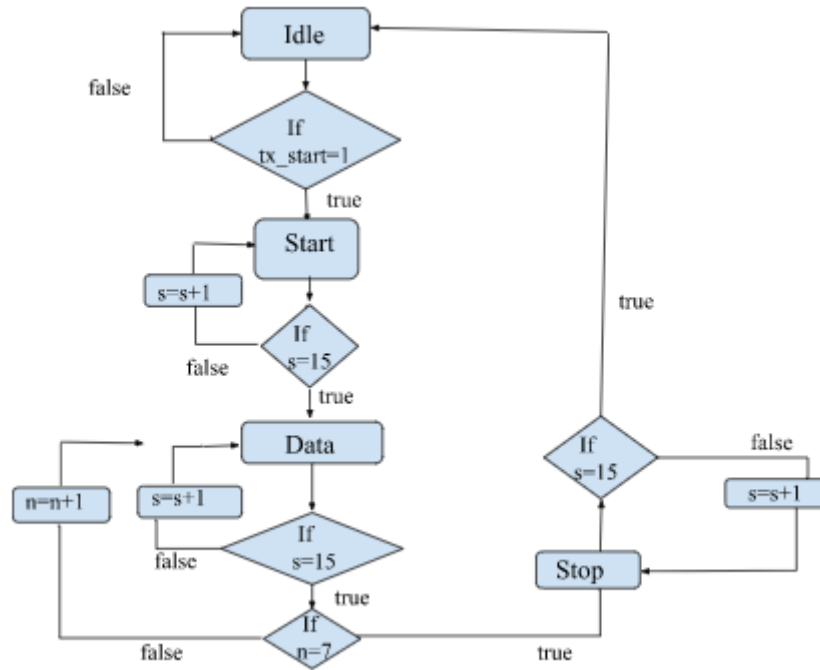 Idle
false
If
tx_start=1
true
Start
s=s+1
If
s=15
false
true
true
Data
n=n+1
s=s+1
If
s=15
false
s=s+1
If
s=15
false
Stop
true
If
n=7
false
true